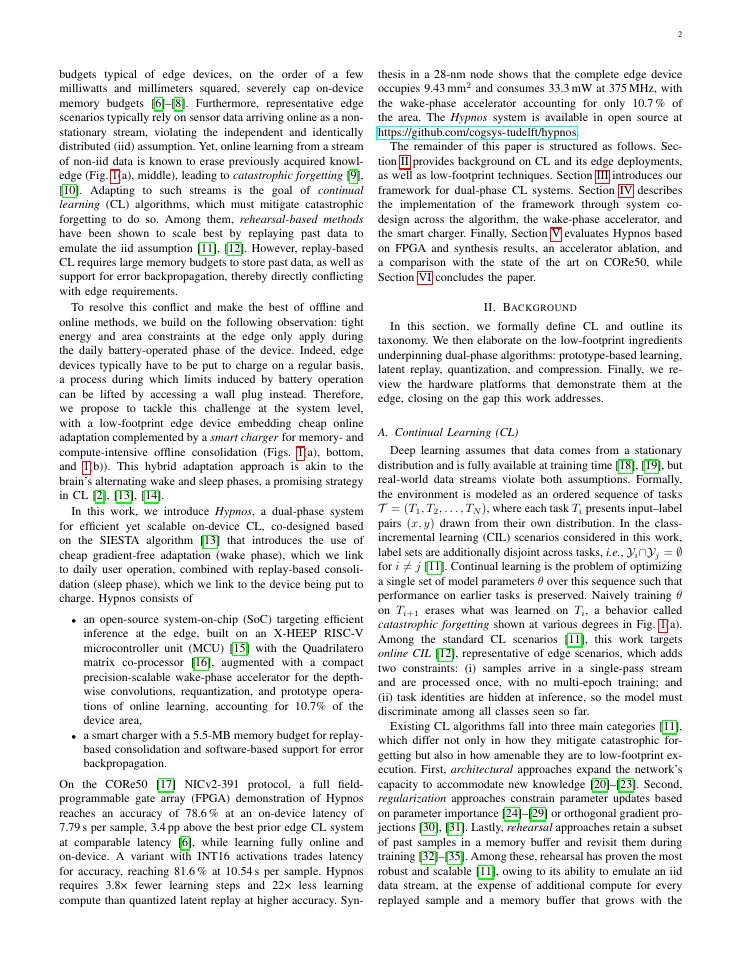 2
budgets typical of edge devices, on the order of a few
milliwatts and millimeters squared, severely cap on-device
memory budgets [6]–[8]. Furthermore, representative edge
scenarios typically rely on sensor data arriving online as a non-
stationary stream, violating the independent and identically
distributed (iid) assumption. Yet, online learning from a stream
of non-iid data is known to erase previously acquired knowl-
edge (Fig. 1(a), middle), leading to catastrophic forgetting [9],
[10]. Adapting to such streams is the goal of continual
learning (CL) algorithms, which must mitigate catastrophic
forgetting to do so. Among them, rehearsal-based methods
have been shown to scale best by replaying past data to
emulate the iid assumption [11], [12]. However, replay-based
CL requires large memory budgets to store past data, as well as
support for error backpropagation, thereby directly conflicting
with edge requirements.
To resolve this conflict and make the best of offline and
online methods, we build on the following observation: tight
energy and area constraints at the edge only apply during
the daily battery-operated phase of the device. Indeed, edge
devices typically have to be put to charge on a regular basis,
a process during which limits induced by battery operation
can be lifted by accessing a wall plug instead. Therefore,
we propose to tackle this challenge at the system level,
with a low-footprint edge device embedding cheap online
adaptation complemented by a smart charger for memory- and
compute-intensive offline consolidation (Figs. 1(a), bottom,
and 1(b)). This hybrid adaptation approach is akin to the
brain's alternating wake and sleep phases, a promising strategy
in CL [2], [13], [14].
In this work, we introduce Hypnos, a dual-phase system
for efficient yet scalable on-device CL, co-designed based
on the SIESTA algorithm [13] that introduces the use of
cheap gradient-free adaptation (wake phase), which we link
to daily user operation, combined with replay-based consoli-
dation (sleep phase), which we link to the device being put to
charge. Hypnos consists of
• an open-source system-on-chip (SoC) targeting efficient
inference at the edge, built on an X-HEEP RISC-V
microcontroller unit (MCU) [15] with the Quadrilatero
matrix co-processor [16], augmented with a compact
precision-scalable wake-phase accelerator for the depth-
wise convolutions, requantization, and prototype opera-
tions of online learning, accounting for 10.7% of the
device area,
• a smart charger with a 5.5-MB memory budget for replay-
based consolidation and software-based support for error
backpropagation.
On the CORe50 [17] NICv2-391 protocol, a full field-
programmable gate array (FPGA) demonstration of Hypnos
reaches an accuracy of 78.6 % at an on-device latency of
7.79 s per sample, 3.4 pp above the best prior edge CL system
at comparable latency [6], while learning fully online and
on-device. A variant with INT16 activations trades latency
for accuracy, reaching 81.6 % at 10.54 s per sample. Hypnos
requires 3.8× fewer learning steps and 22× less learning
compute than quantized latent replay at higher accuracy. Syn-
thesis in a 28-nm node shows that the complete edge device
occupies 9.43 mm² and consumes 33.3 mW at 375 MHz, with
the wake-phase accelerator accounting for only 10.7 % of
the area. The Hypnos system is available in open source at
https://github.com/cogsys-tudelft/hypnos.
The remainder of this paper is structured as follows. Sec-
tion II provides background on CL and its edge deployments,
as well as low-footprint techniques. Section III introduces our
framework for dual-phase CL systems. Section IV describes
the implementation of the framework through system co-
design across the algorithm, the wake-phase accelerator, and
the smart charger. Finally, Section V evaluates Hypnos based
on FPGA and synthesis results, an accelerator ablation, and
a comparison with the state of the art on CORe50, while
Section VI concludes the paper.
II. BACKGROUND
In this section, we formally define CL and outline its
taxonomy. We then elaborate on the low-footprint ingredients
underpinning dual-phase algorithms: prototype-based learning,
latent replay, quantization, and compression. Finally, we re-
view the hardware platforms that demonstrate them at the
edge, closing on the gap this work addresses.
A. Continual Learning (CL)
Deep learning assumes that data comes from a stationary
distribution and is fully available at training time [18], [19], but
real-world data streams violate both assumptions. Formally,
the environment is modeled as an ordered sequence of tasks
𝒯 = (T₁, T₂, . . . , T_N), where each task T_i presents input–label
pairs (x, y) drawn from their own distribution. In the class-
incremental learning (CIL) scenarios considered in this work,
label sets are additionally disjoint across tasks, i.e., 𝒴_i∩𝒴_j = ∅
for i ≠ j [11]. Continual learning is the problem of optimizing
a single set of model parameters θ over this sequence such that
performance on earlier tasks is preserved. Naively training θ
on T_{i+1} erases what was learned on T_i, a behavior called
catastrophic forgetting shown at various degrees in Fig. 1(a).
Among the standard CL scenarios [11], this work targets
online CIL [12], representative of edge scenarios, which adds
two constraints: (i) samples arrive in a single-pass stream
and are processed once, with no multi-epoch training; and
(ii) task identities are hidden at inference, so the model must
discriminate among all classes seen so far.
Existing CL algorithms fall into three main categories [11],
which differ not only in how they mitigate catastrophic for-
getting but also in how amenable they are to low-footprint ex-
ecution. First, architectural approaches expand the network's
capacity to accommodate new knowledge [20]–[23]. Second,
regularization approaches constrain parameter updates based
on parameter importance [24]–[29] or orthogonal gradient pro-
jections [30], [31]. Lastly, rehearsal approaches retain a subset
of past samples in a memory buffer and revisit them during
training [32]–[35]. Among these, rehearsal has proven the most
robust and scalable [11], owing to its ability to emulate an iid
data stream, at the expense of additional compute for every
replayed sample and a memory buffer that grows with the